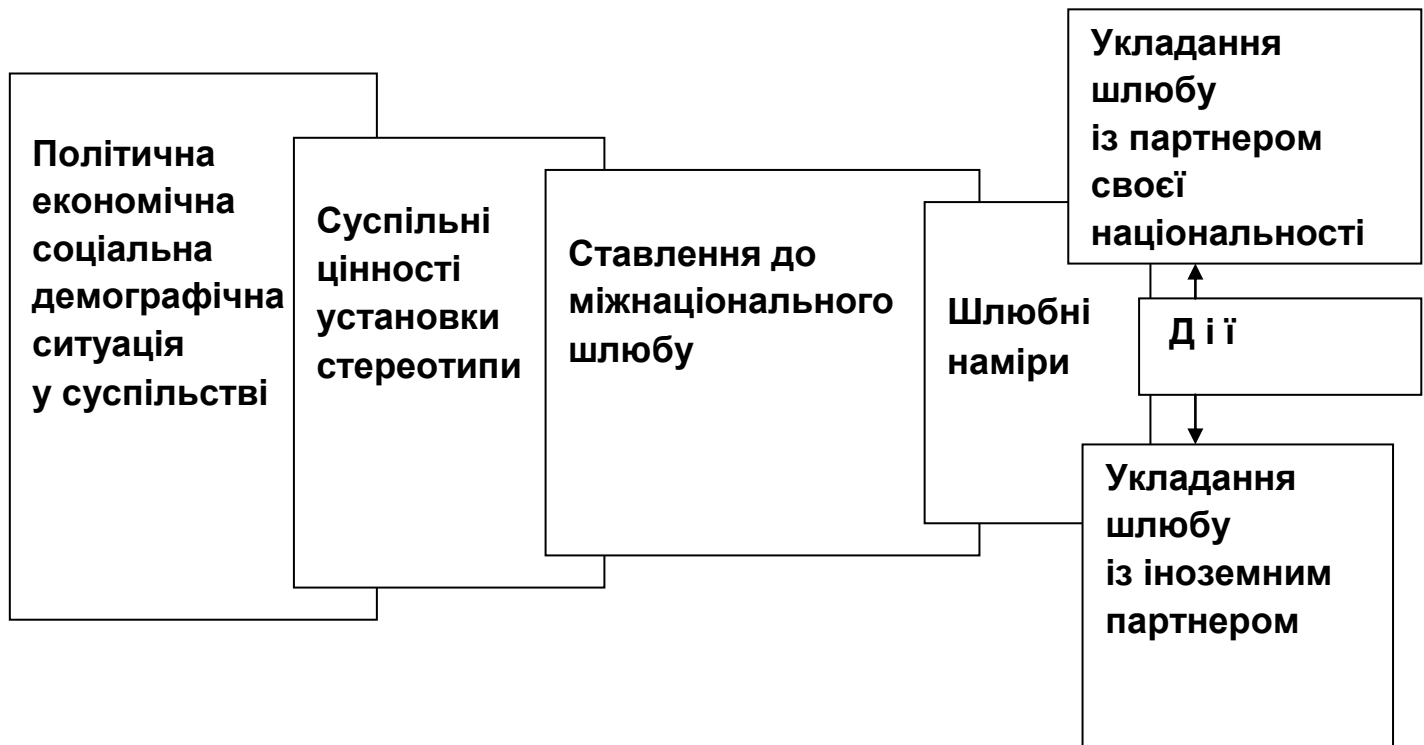 Політична
економічна
соціальна
демографічна
ситуація
у суспільстві
Суспільні
цінності
установки
стереотипи
Ставлення до
міжнаціонального
шлюбу
Шлюбні
наміри
Укладання
шлюбу
із партнером
своєї
національності
Д і ї
Укладання
шлюбу
із іноземним
партнером